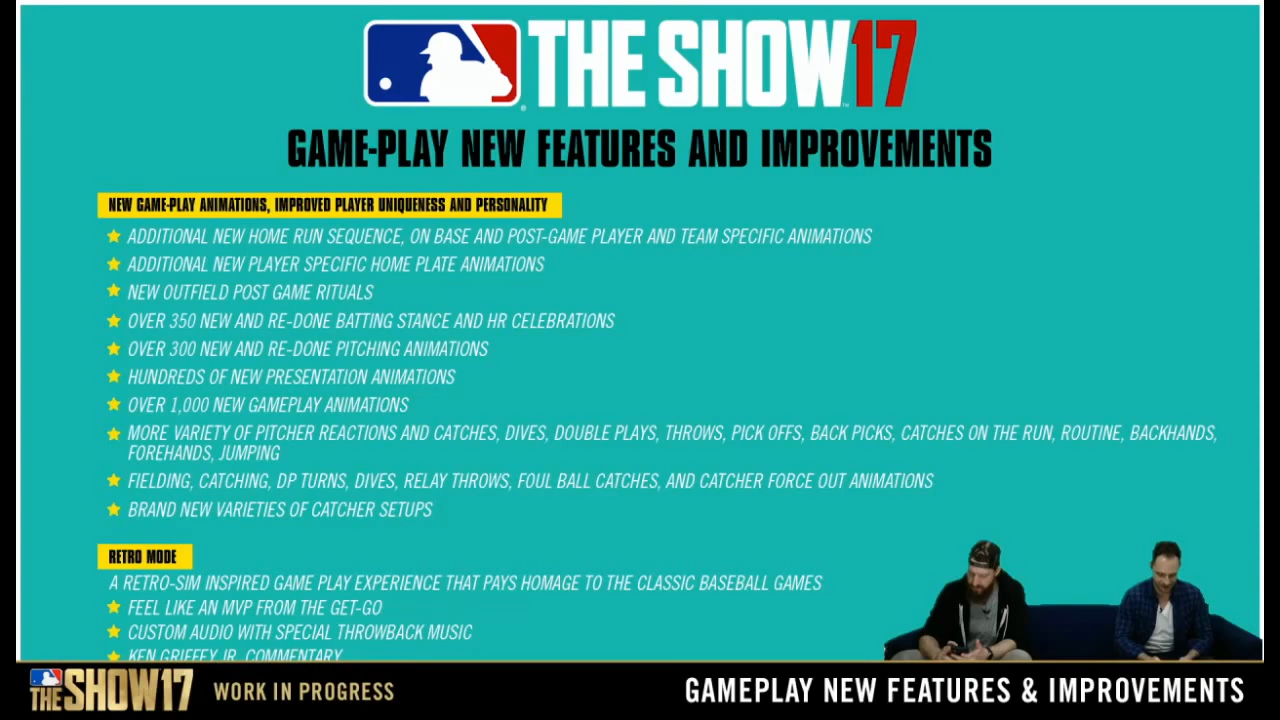 THE SHOW17
GAME-PLAY NEW FEATURES AND IMPROVEMENTS
NEW GAME-PLAY ANIMATIONS, IMPROVED PLAYER UNIQUENESS AND PERSONALITY
ADDITIONAL NEW HOME RUN SEQUENCE, ON BASE AND POST-GAME PLAYER AND TEAM SPECIFIC ANIMATIONS
ADDITIONAL NEW PLAYER SPECIFIC HOME PLATE ANIMATIONS
NEW OUTFIELD POST GAME RITUALS
OVER 350 NEW AND RE-DONE BATTING STANCE AND HR CELEBRATIONS
OVER 300 NEW AND RE-DONE PITCHING ANIMATIONS
HUNDREDS OF NEW PRESENTATION ANIMATIONS
OVER 1,000 NEW GAMEPLAY ANIMATIONS
MORE VARIETY OF PITCHER REACTIONS AND CATCHES, DIVES, DOUBLE PLAYS, THROWS, PICK OFFS, BACK PICKS, CATCHES ON THE RUN, ROUTINE, BACKHANDS,
FOREHANDS, JUMPING
FIELDING, CATCHING, DP TURNS, DIVES, RELAY THROWS, FOUL BALL CATCHES, AND CATCHER FORCE OUT ANIMATIONS
BRAND NEW VARIETIES OF CATCHER SETUPS
RETRO MODE
A RETRO-SIM INSPIRED GAME PLAY EXPERIENCE THAT PAYS HOMAGE TO THE CLASSIC BASEBALL GAMES
FEEL LIKE AN MVP FROM THE GET-GO
CUSTOM AUDIO WITH SPECIAL THROWBACK MUSIC
KEN GRIFFEY JR. COMMENTARY
THE SHOW17 WORK IN PROGRESS
GAMEPLAY NEW FEATURES & IMPROVEMENTS